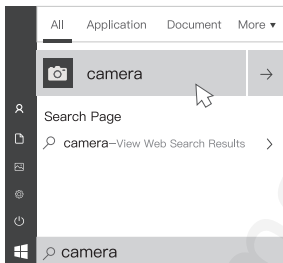 All Application Document More ▾
camera
Search Page
camera–View Web Search Results
camera